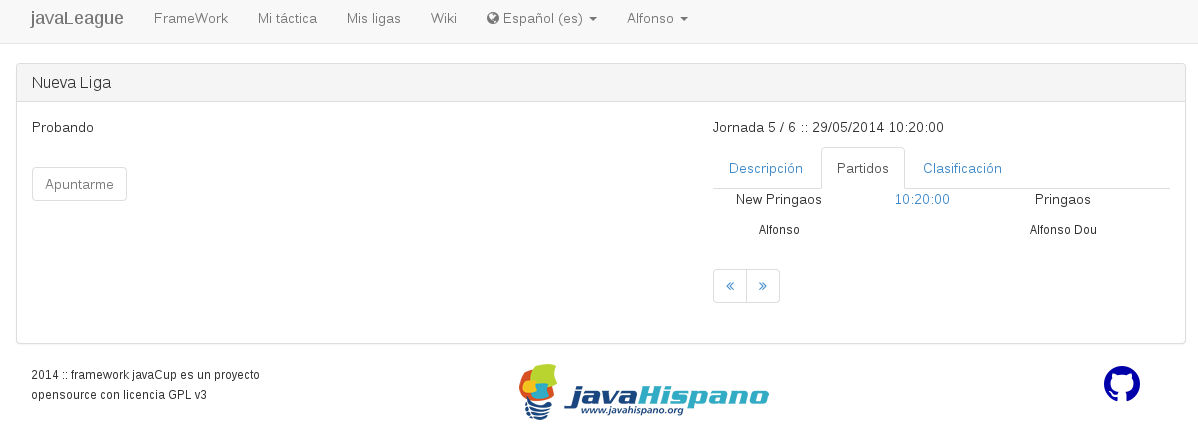 javaLeague FrameWork Mi táctica Mis ligas Wiki Español (es) Alfonso
Nueva Liga
Probando
Apuntarme
Jornada 5 / 6 :: 29/05/2014 10:20:00
Descripción Partidos Clasificación
New Pringaos 10:20:00 Pringaos
Alfonso Alfonso Dou
« »
2014 :: framework javaCup es un proyecto
opensource con licencia GPL v3
javaHispano
www.javahispano.org